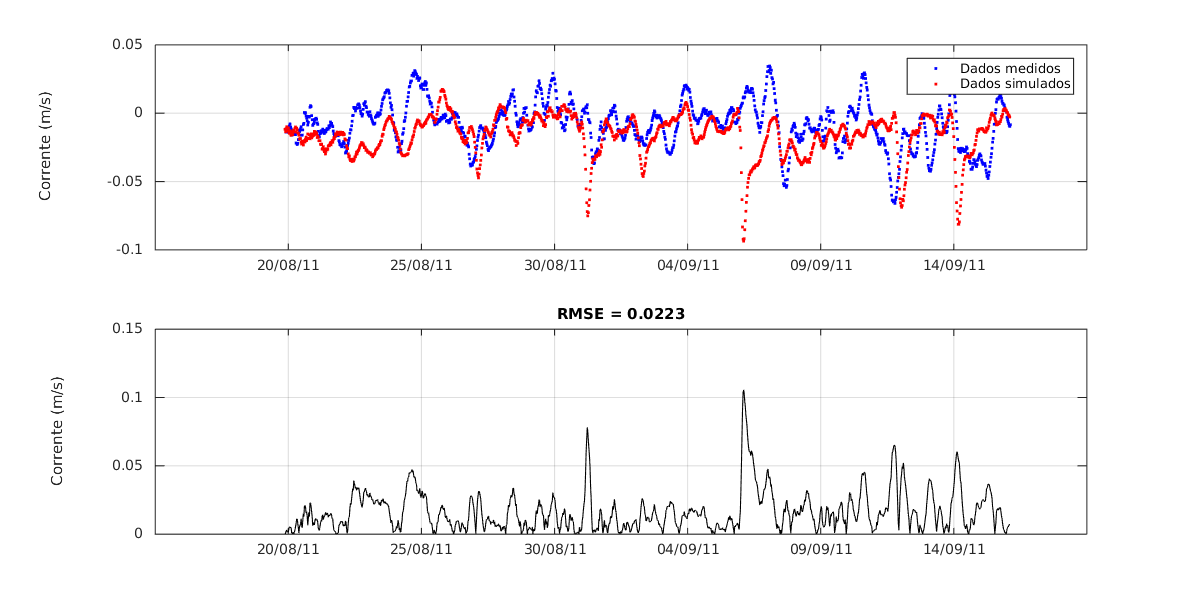 0.05
0
-0.05
-0.1
Corrente (m/s)
Dados medidos
Dados simulados
20/08/11 25/08/11 30/08/11 04/09/11 09/09/11 14/09/11
RMSE = 0.0223
0.15
0.1
0.05
0
Corrente (m/s)
20/08/11 25/08/11 30/08/11 04/09/11 09/09/11 14/09/11